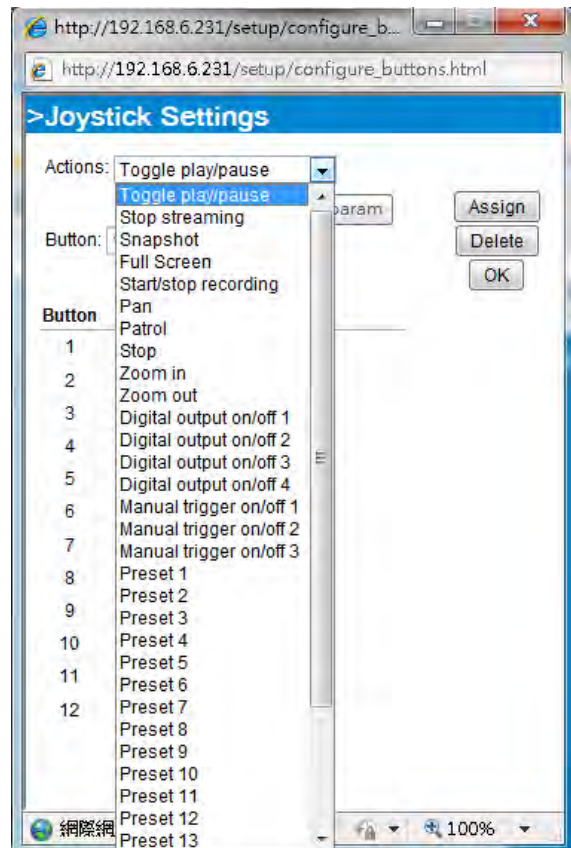 http://192.168.6.231/setup/configure_b...
http://192.168.6.231/setup/configure_buttons.html
>Joystick Settings
Actions: Toggle play/pause
Toggle play/pause
param
Assign
Stop streaming
Button:
Snapshot
Delete
Full Screen
OK
Start/stop recording
Button
Pan
Patrol
1
Stop
2
Zoom in
Zoom out
3
Digital output on/off 1
4
Digital output on/off 2
Digital output on/off 3
5
Digital output on/off 4
6
Manual trigger on/off 1
Manual trigger on/off 2
7
Manual trigger on/off 3
8
Preset 1
Preset 2
9
Preset 3
10
Preset 4
Preset 5
11
Preset 6
12
Preset 7
Preset 8
Preset 9
Preset 10
Preset 11
Preset 12
網際網
100%
Preset 13